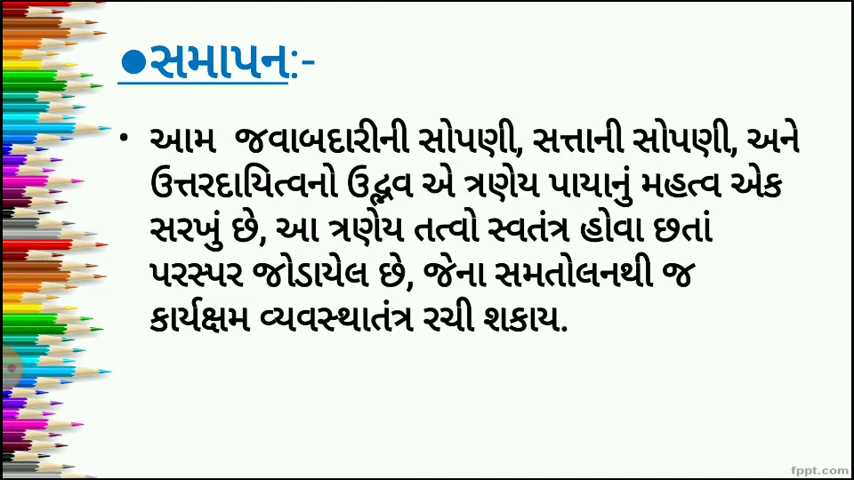 ●સમાપન:-
• આમ જવાબદારીની સોપણી, સત્તાની સોપણી, અને
ઉત્તરદાયિત્વનો ઉદ્ભવ એ ત્રણેય પાયાનું મહત્વ એક
સરખું છે, આ ત્રણેય તત્વો સ્વતંત્ર હોવા છતાં
પરસ્પર જોડાયેલ છે, જેના સમતોલનથી જ
કાર્યક્ષમ વ્યવસ્થાતંત્ર રચી શકાય.
fppt.com